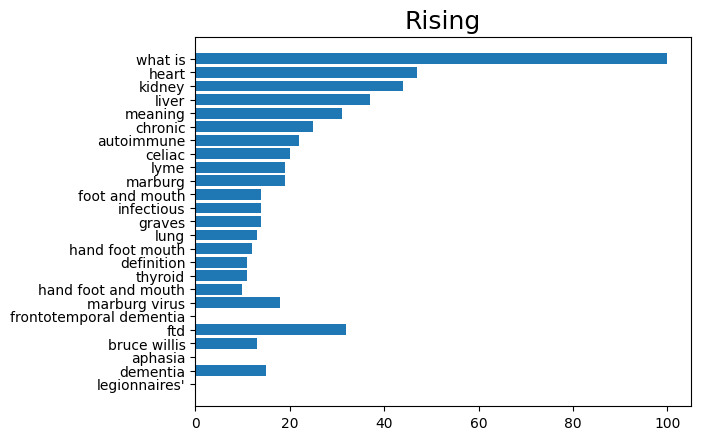 Rising
what is
heart
kidney
liver
meaning
chronic
autoimmune
celiac
lyme
marburg
foot and mouth
infectious
graves
lung
hand foot mouth
definition
thyroid
hand foot and mouth
marburg virus
frontotemporal dementia
ftd
bruce willis
aphasia
dementia
legionnaires'
0 20 40 60 80 100